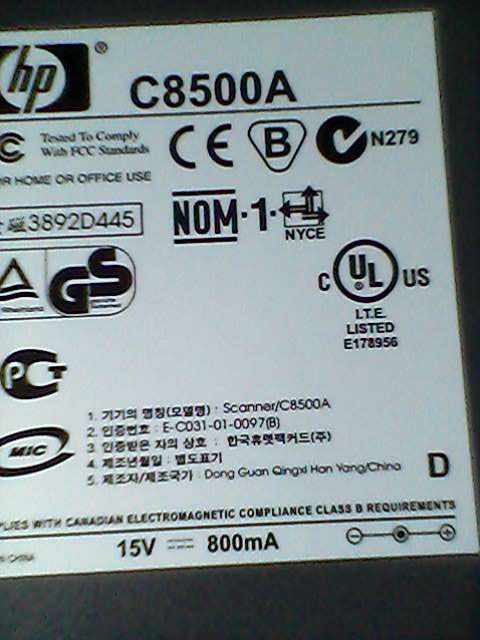 hp ®
C8500A
Tested To Comply
With FCC Standards
OR HOME OR OFFICE USE
CE B N279
3892D445
NOM·1·
NYCE
GS
C UL ® US
I.T.E.
LISTED
E178956
PCT
1. 기기의 명칭(모델명) : Scanner/C8500A
2. 인증번호 : E-C031-01-0097(B)
3. 인증받은 자의 상호 : 한국휴렛팩커드(주)
4. 제조년월일 : 별도표기
5. 제조자/제조국가 : Dong Guan Qingxi Han Yang/China
MIC
D
PLIES WITH CANADIAN ELECTROMAGNETIC COMPLIANCE CLASS B REQUIREMENTS
IN CHINA
15V 800mA